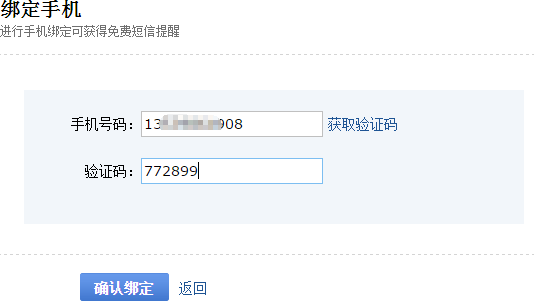 绑定手机
进行手机绑定可获得免费短信提醒
手机号码： 13 908 获取验证码
验证码： 772899
确认绑定 返回